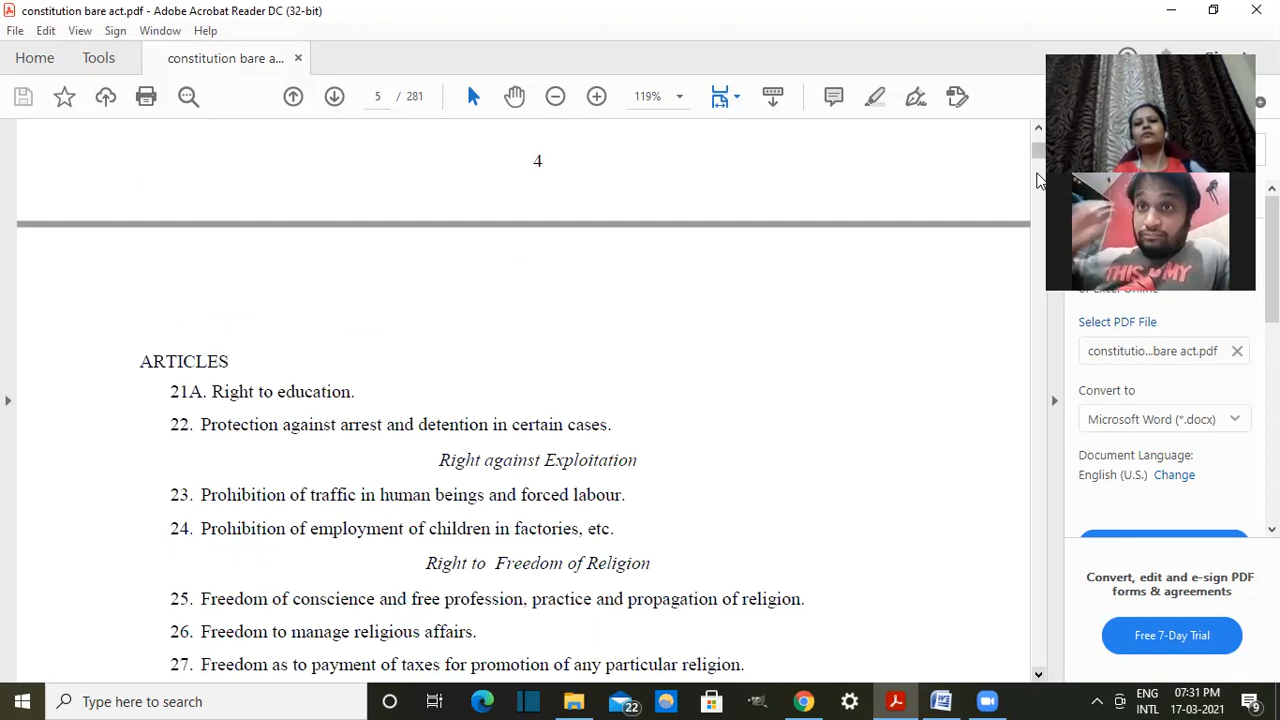 constitution bare act.pdf - Adobe Acrobat Reader DC (32-bit)
File Edit View Sign Window Help
Home Tools constitution bare a...
5 / 281 119%
4
THIS MY
ARTICLES
21A. Right to education.
22. Protection against arrest and detention in certain cases.
Right against Exploitation
23. Prohibition of traffic in human beings and forced labour.
24. Prohibition of employment of children in factories, etc.
Right to Freedom of Religion
25. Freedom of conscience and free profession, practice and propagation of religion.
26. Freedom to manage religious affairs.
27. Freedom as to payment of taxes for promotion of any particular religion.
Select PDF File
constitutio...bare act.pdf
Convert to
Microsoft Word (*.docx)
Document Language:
English (U.S.) Change
Convert, edit and e-sign PDF
forms & agreements
Free 7-Day Trial
Type here to search
22
ENG
INTL
07:31 PM
17-03-2021
9